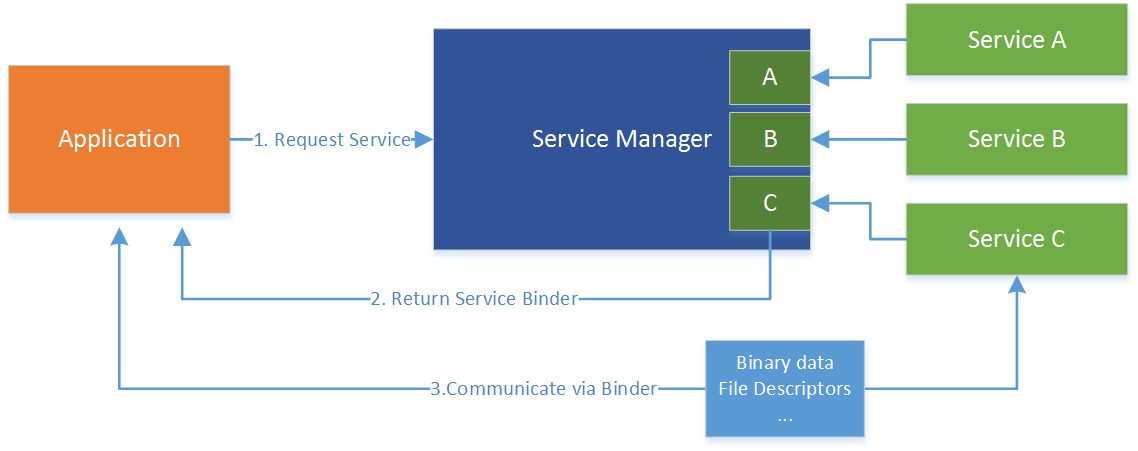 Service A
A
Application
1. Request Service
Service Manager
B
Service B
C
Service C
2. Return Service Binder
Binary data
3.Communicate via Binder
File Descriptors
...